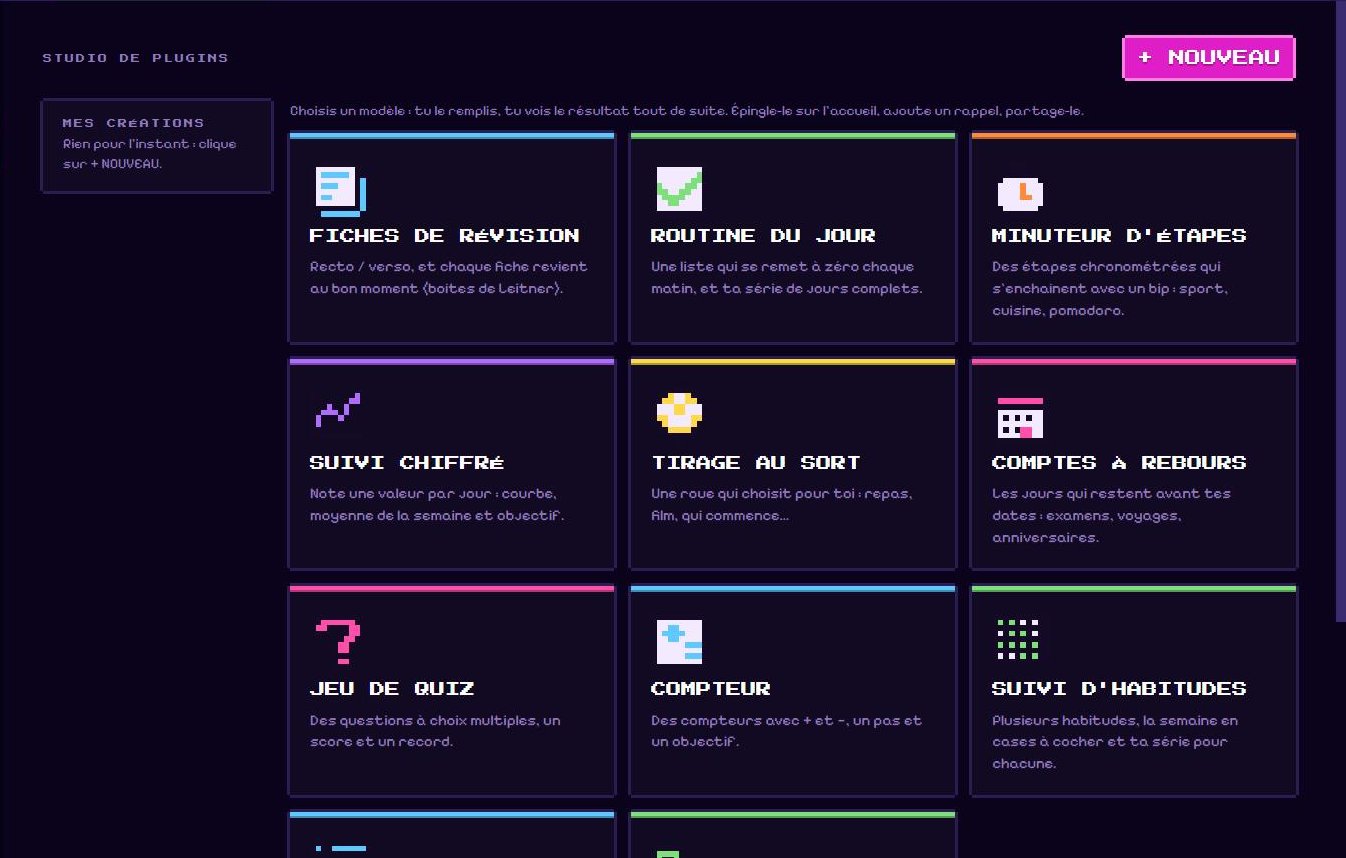 STUDIO DE PLUGINS
+ NOUVEAU
MES CRÉATIONS
Rien pour l'instant : clique
sur + NOUVEAU.
Choisis un modèle : tu le remplis, tu vois le résultat tout de suite. Épingle-le sur l'accueil, ajoute un rappel, partage-le.
FICHES DE RÉVISION
Recto / verso, et chaque fiche revient
au bon moment (boîtes de Leitner).
ROUTINE DU JOUR
Une liste qui se remet à zéro chaque
matin, et ta série de jours complets.
MINUTEUR D'ÉTAPES
Des étapes chronométrées qui
s'enchaînent avec un bip : sport,
cuisine, pomodoro.
SUIVI CHIFFRÉ
Note une valeur par jour : courbe,
moyenne de la semaine et objectif.
TIRAGE AU SORT
Une roue qui choisit pour toi : repas,
film, qui commence...
COMPTES À REBOURS
Les jours qui restent avant tes
dates : examens, voyages,
anniversaires.
JEU DE QUIZ
Des questions à choix multiples, un
score et un record.
COMPTEUR
Des compteurs avec + et -, un pas et
un objectif.
SUIVI D'HABITUDES
Plusieurs habitudes, la semaine en
cases à cocher et ta série pour
chacune.